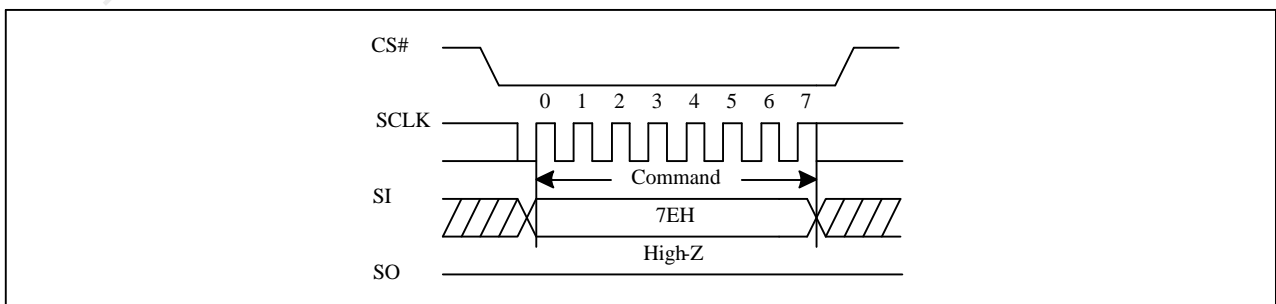 CS#
0 1 2 3 4 5 6 7
SCLK
Command
SI
7EH
High-Z
SO